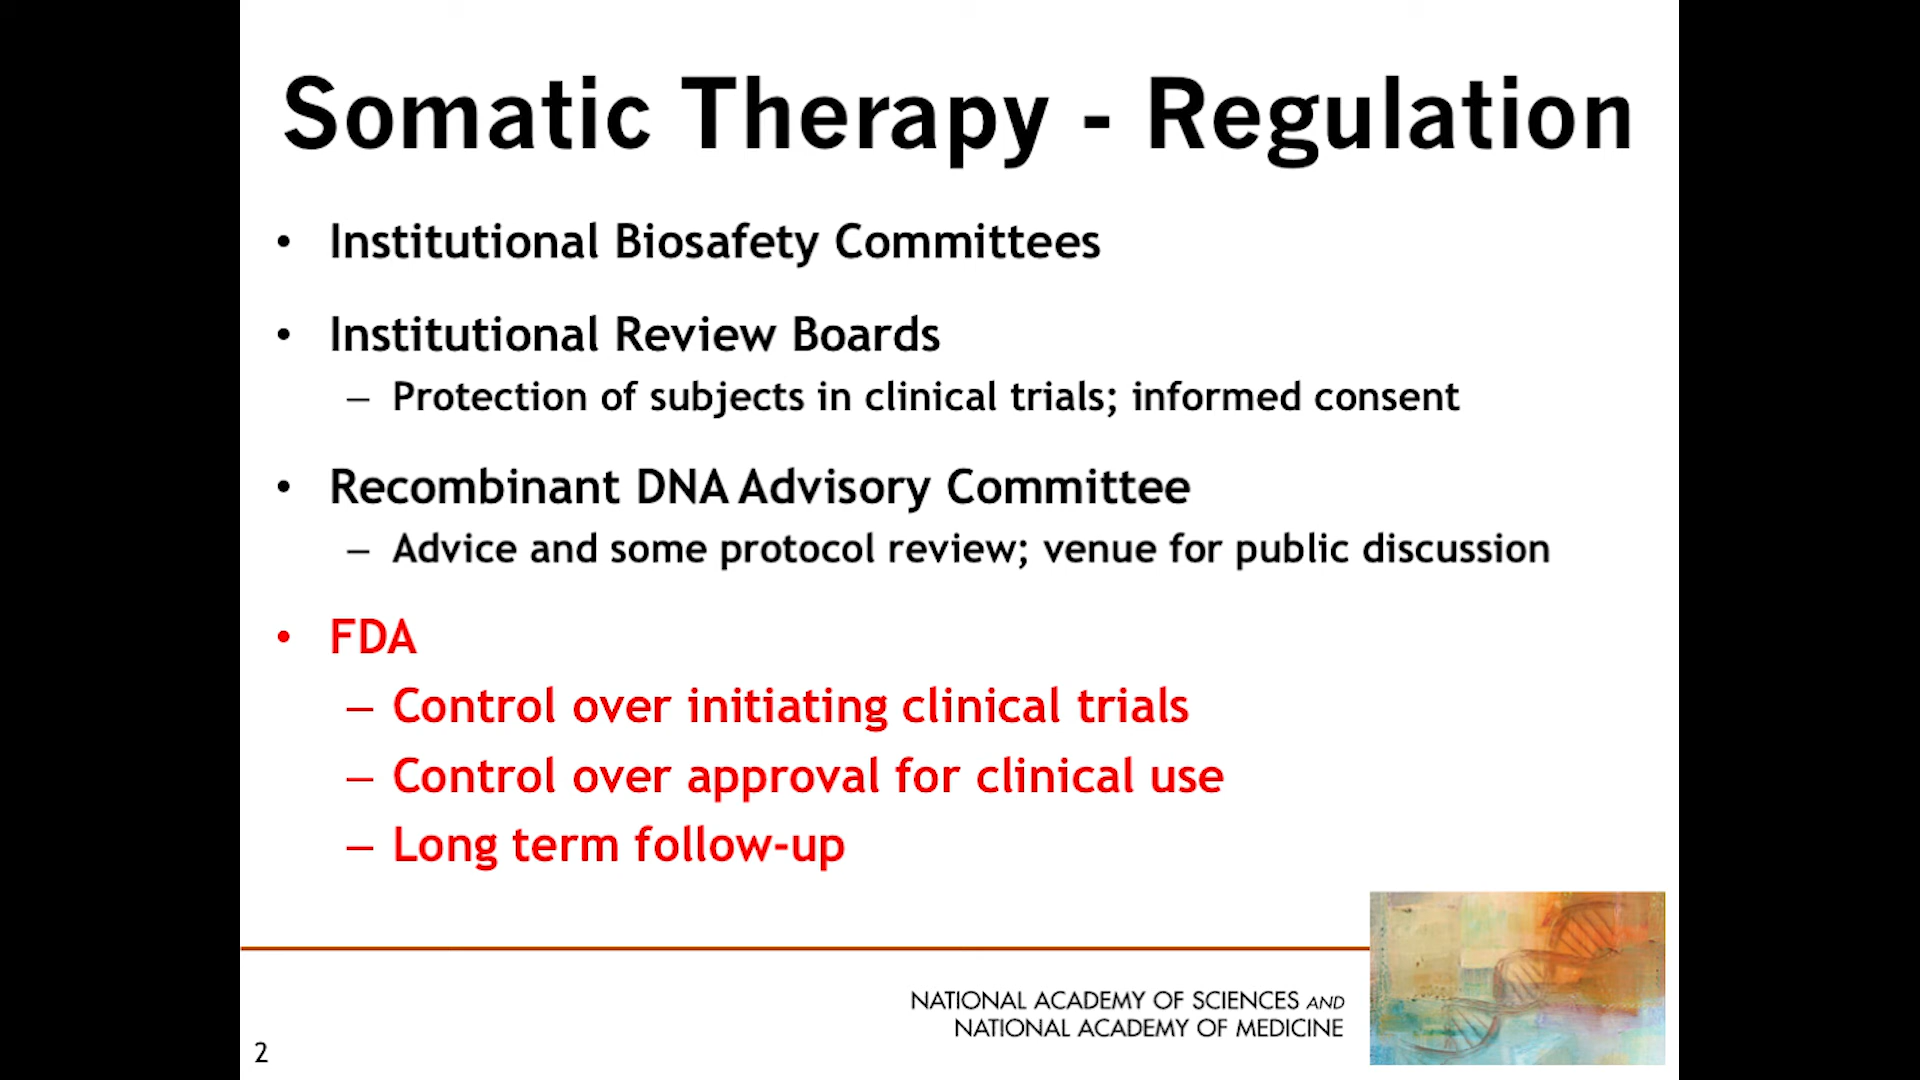 Somatic Therapy - Regulation
• Institutional Biosafety Committees
• Institutional Review Boards
– Protection of subjects in clinical trials; informed consent
• Recombinant DNA Advisory Committee
– Advice and some protocol review; venue for public discussion
• FDA
– Control over initiating clinical trials
– Control over approval for clinical use
– Long term follow-up
NATIONAL ACADEMY OF SCIENCES AND
NATIONAL ACADEMY OF MEDICINE
2